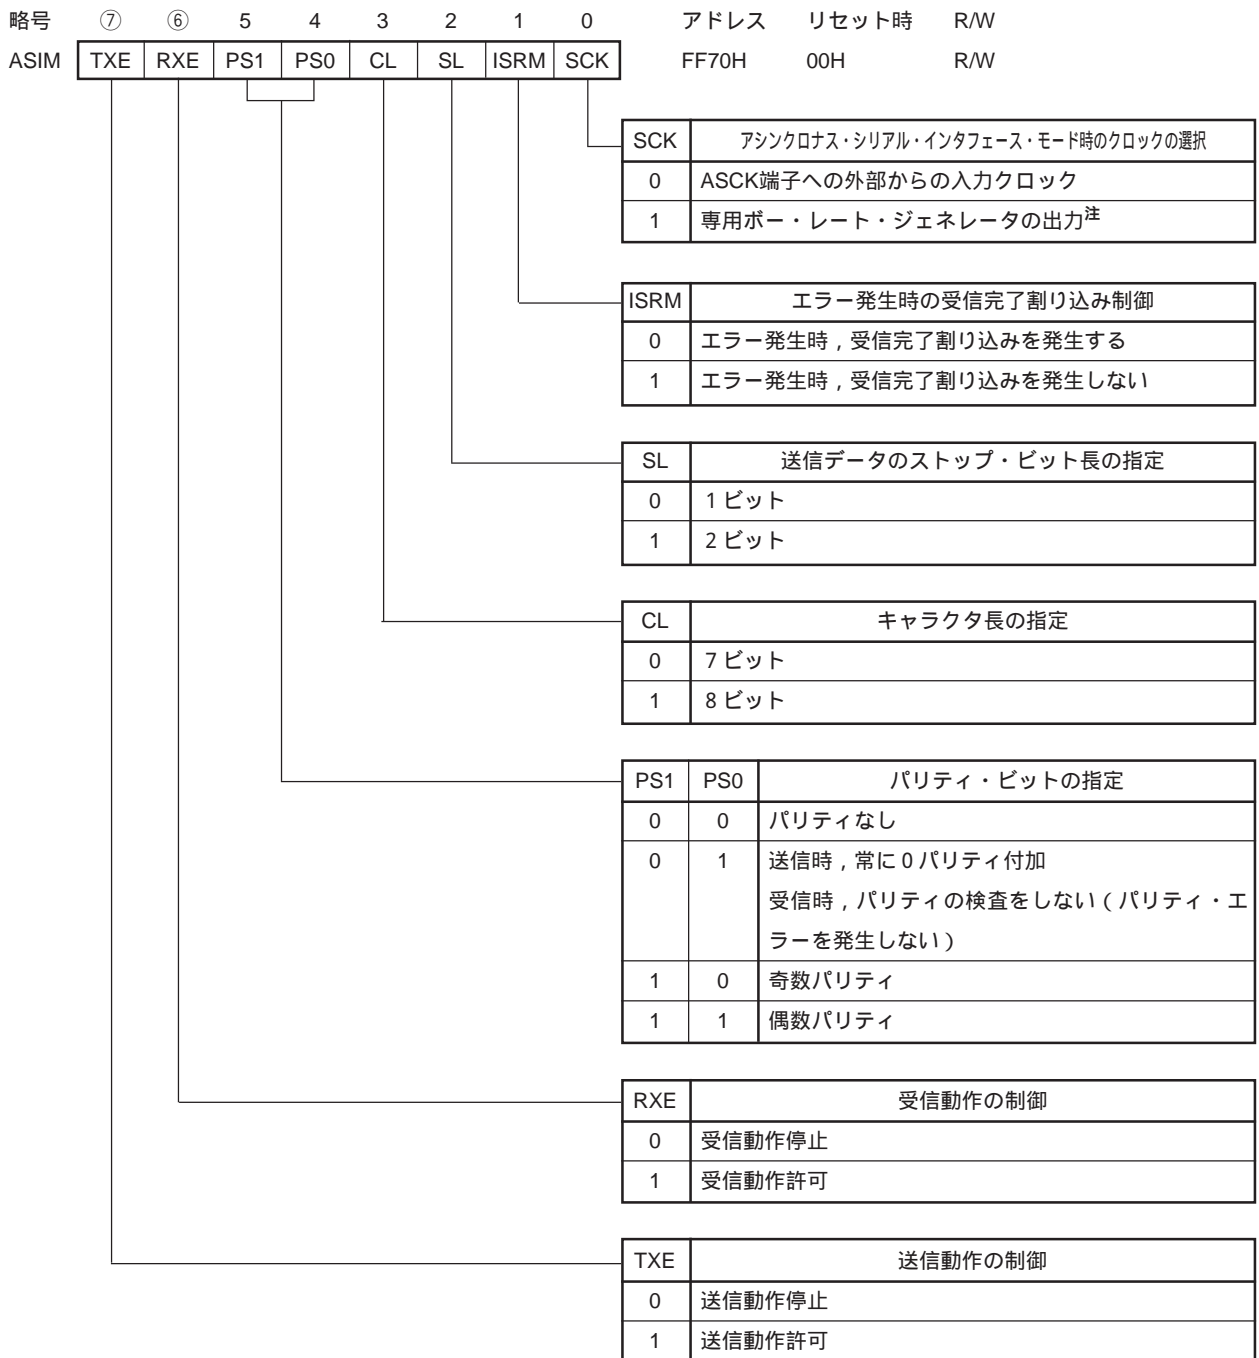 略号 ⑦ ⑥ 5 4 3 2 1 0 アドレス リセット時 R/W
ASIM TXE RXE PS1 PS0 CL SL ISRM SCK FF70H 00H R/W
SCK アシンクロナス・シリアル・インタフェース・モード時のクロックの選択
0 ASCK端子への外部からの入力クロック
1 専用ボー・レート・ジェネレータの出力注
ISRM エラー発生時の受信完了割り込み制御
0 エラー発生時，受信完了割り込みを発生する
1 エラー発生時，受信完了割り込みを発生しない
SL 送信データのストップ・ビット長の指定
0 1ビット
1 2ビット
CL キャラクタ長の指定
0 7ビット
1 8ビット
PS1 PS0 パリティ・ビットの指定
0 0 パリティなし
0 1 送信時，常に0パリティ付加
受信時，パリティの検査をしない（パリティ・エ
ラーを発生しない）
1 0 奇数パリティ
1 1 偶数パリティ
RXE 受信動作の制御
0 受信動作停止
1 受信動作許可
TXE 送信動作の制御
0 送信動作停止
1 送信動作許可